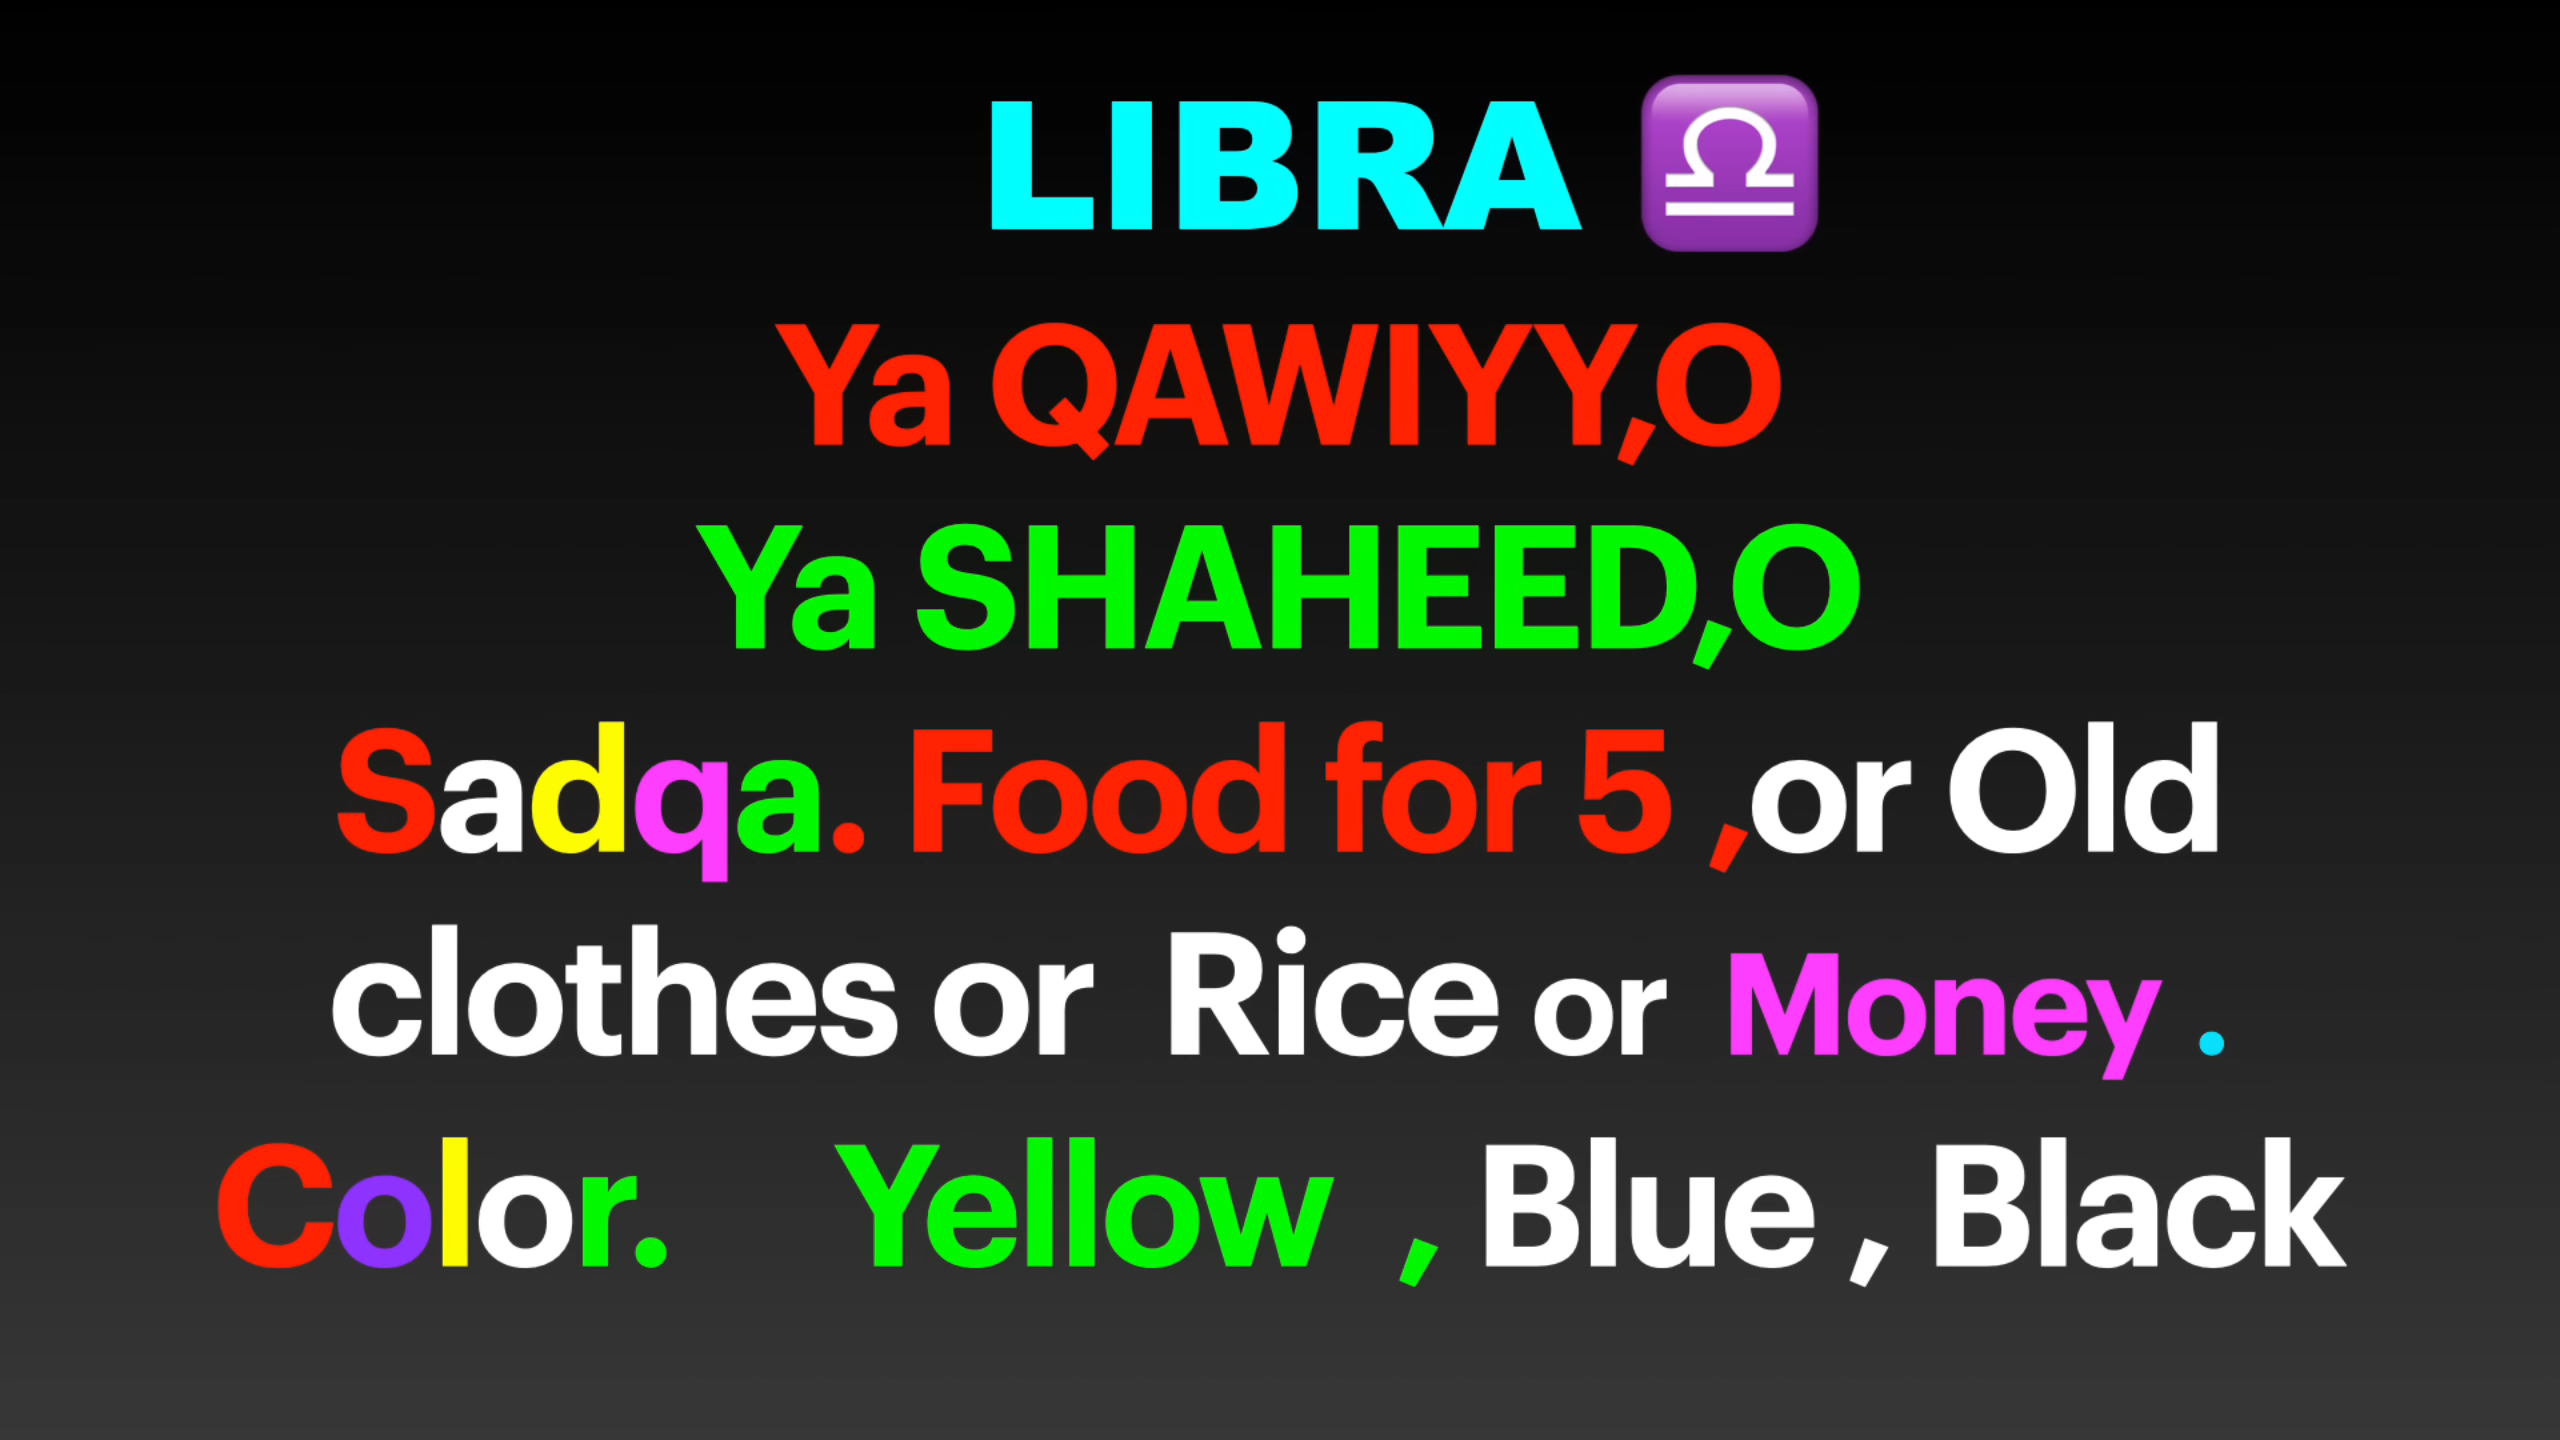 LIBRA ♎
Ya QAWIYY,O
Ya SHAHEED,O
Sadqa. Food for 5 ,or Old
clothes or Rice or Money .
Color. Yellow , Blue , Black